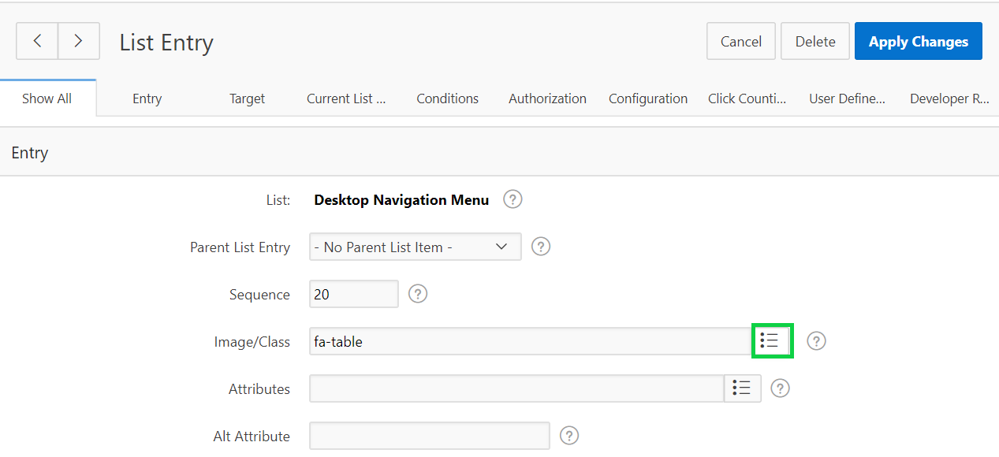 List Entry
Cancel
Delete
Apply Changes
Show All
Entry
Target
Current List ...
Conditions
Authorization
Configuration
Click Counti...
User Define...
Developer R...
Entry
List: Desktop Navigation Menu ?
Parent List Entry - No Parent List Item - ?
Sequence 20 ?
Image/Class fa-table ?
Attributes ?
Alt Attribute ?